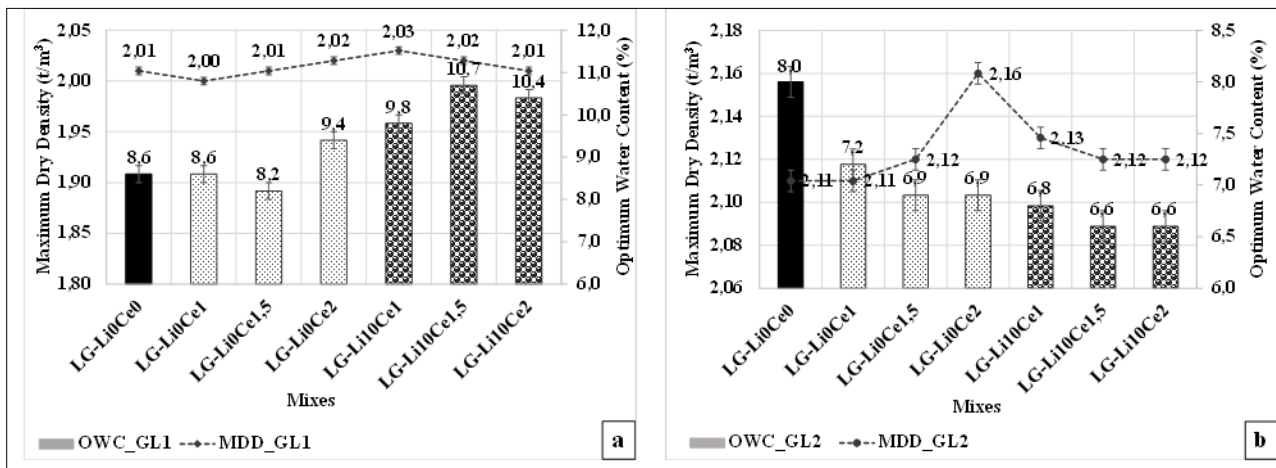 2,05
2,00
1,95
1,90
1,85
1,80
Maximum Dry Density (t/m³)
12,0
11,0
10,0
9,0
8,0
7,0
6,0
Optimum Water Content (%)
2,01
2,00
2,01
2,02
2,03
2,02
2,01
8,6
8,6
8,2
9,4
9,8
10,7
10,4
LG-Li0Ce0
LG-Li0Ce1
LG-Li0Ce1,5
LG-Li0Ce2
LG-Li10Ce1
LG-Li10Ce1,5
LG-Li10Ce2
Mixes
OWC_GL1
MDD_GL1
a
2,18
2,16
2,14
2,12
2,10
2,08
2,06
Maximum Dry Density (t/m³)
8,5
8,0
7,5
7,0
6,5
6,0
Optimum Water Content (%)
8,0
7,2
6,9
6,9
6,8
6,6
6,6
2,11
2,11
2,12
2,16
2,13
2,12
2,12
LG-Li0Ce0
LG-Li0Ce1
LG-Li0Ce1,5
LG-Li0Ce2
LG-Li10Ce1
LG-Li10Ce1,5
LG-Li10Ce2
Mixes
OWC_GL2
MDD_GL2
b